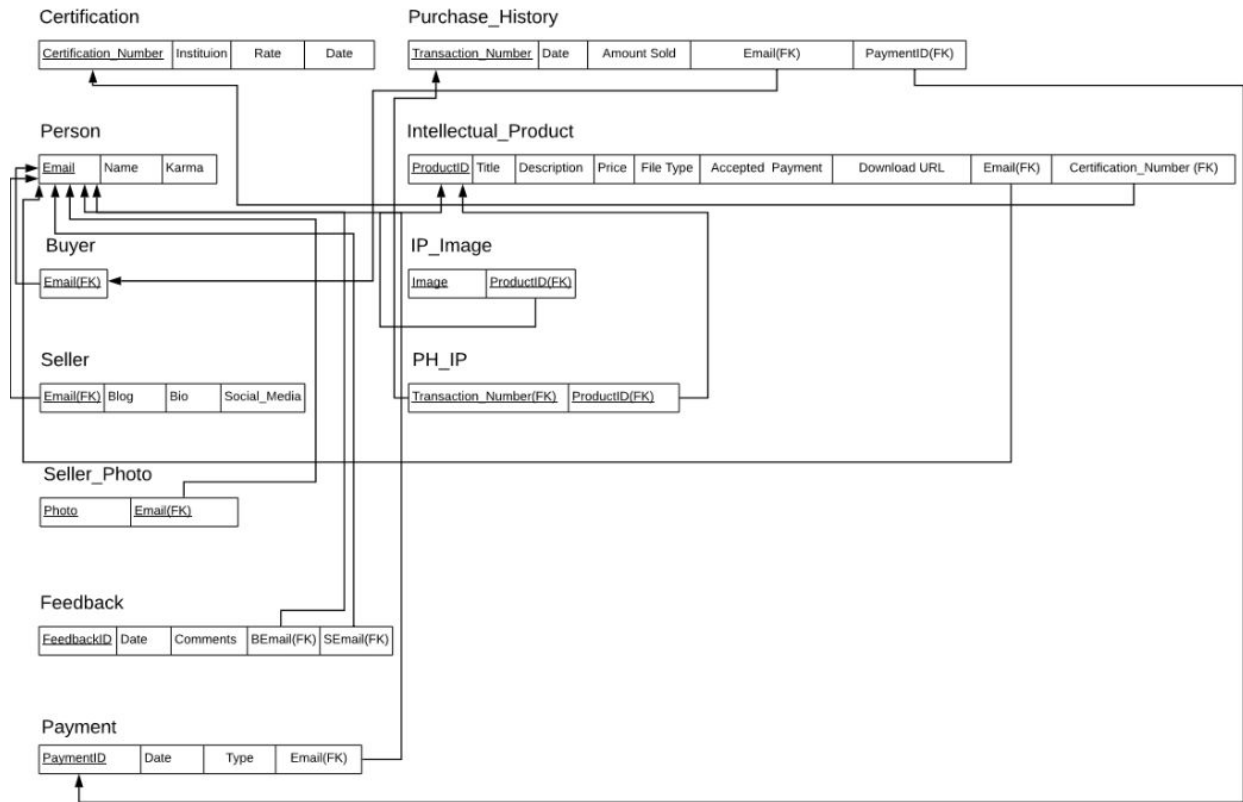 Certification
Certification_Number Instituion Rate Date
Purchase_History
Transaction_Number Date Amount Sold Email(FK) PaymentID(FK)
Person
Email Name Karma
Intellectual_Product
ProductID Title Description Price File Type Accepted Payment Download URL Email(FK) Certification_Number (FK)
Buyer
Email(FK)
IP_Image
Image ProductID(FK)
Seller
Email(FK) Blog Bio Social_Media
PH_IP
Transaction_Number(FK) ProductID(FK)
Seller_Photo
Photo Email(FK)
Feedback
FeedbackID Date Comments BEmail(FK) SEmail(FK)
Payment
PaymentID Date Type Email(FK)